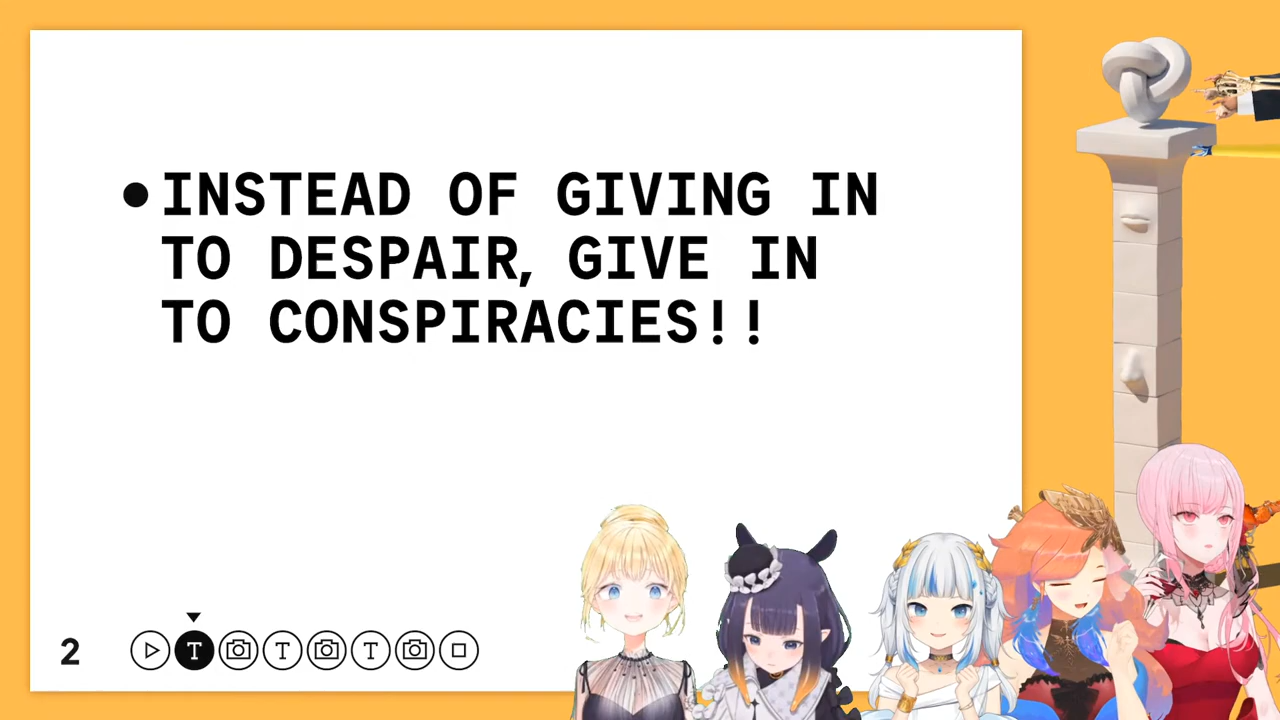 •INSTEAD OF GIVING IN
TO DESPAIR, GIVE IN
TO CONSPIRACIES!!
2 T T T